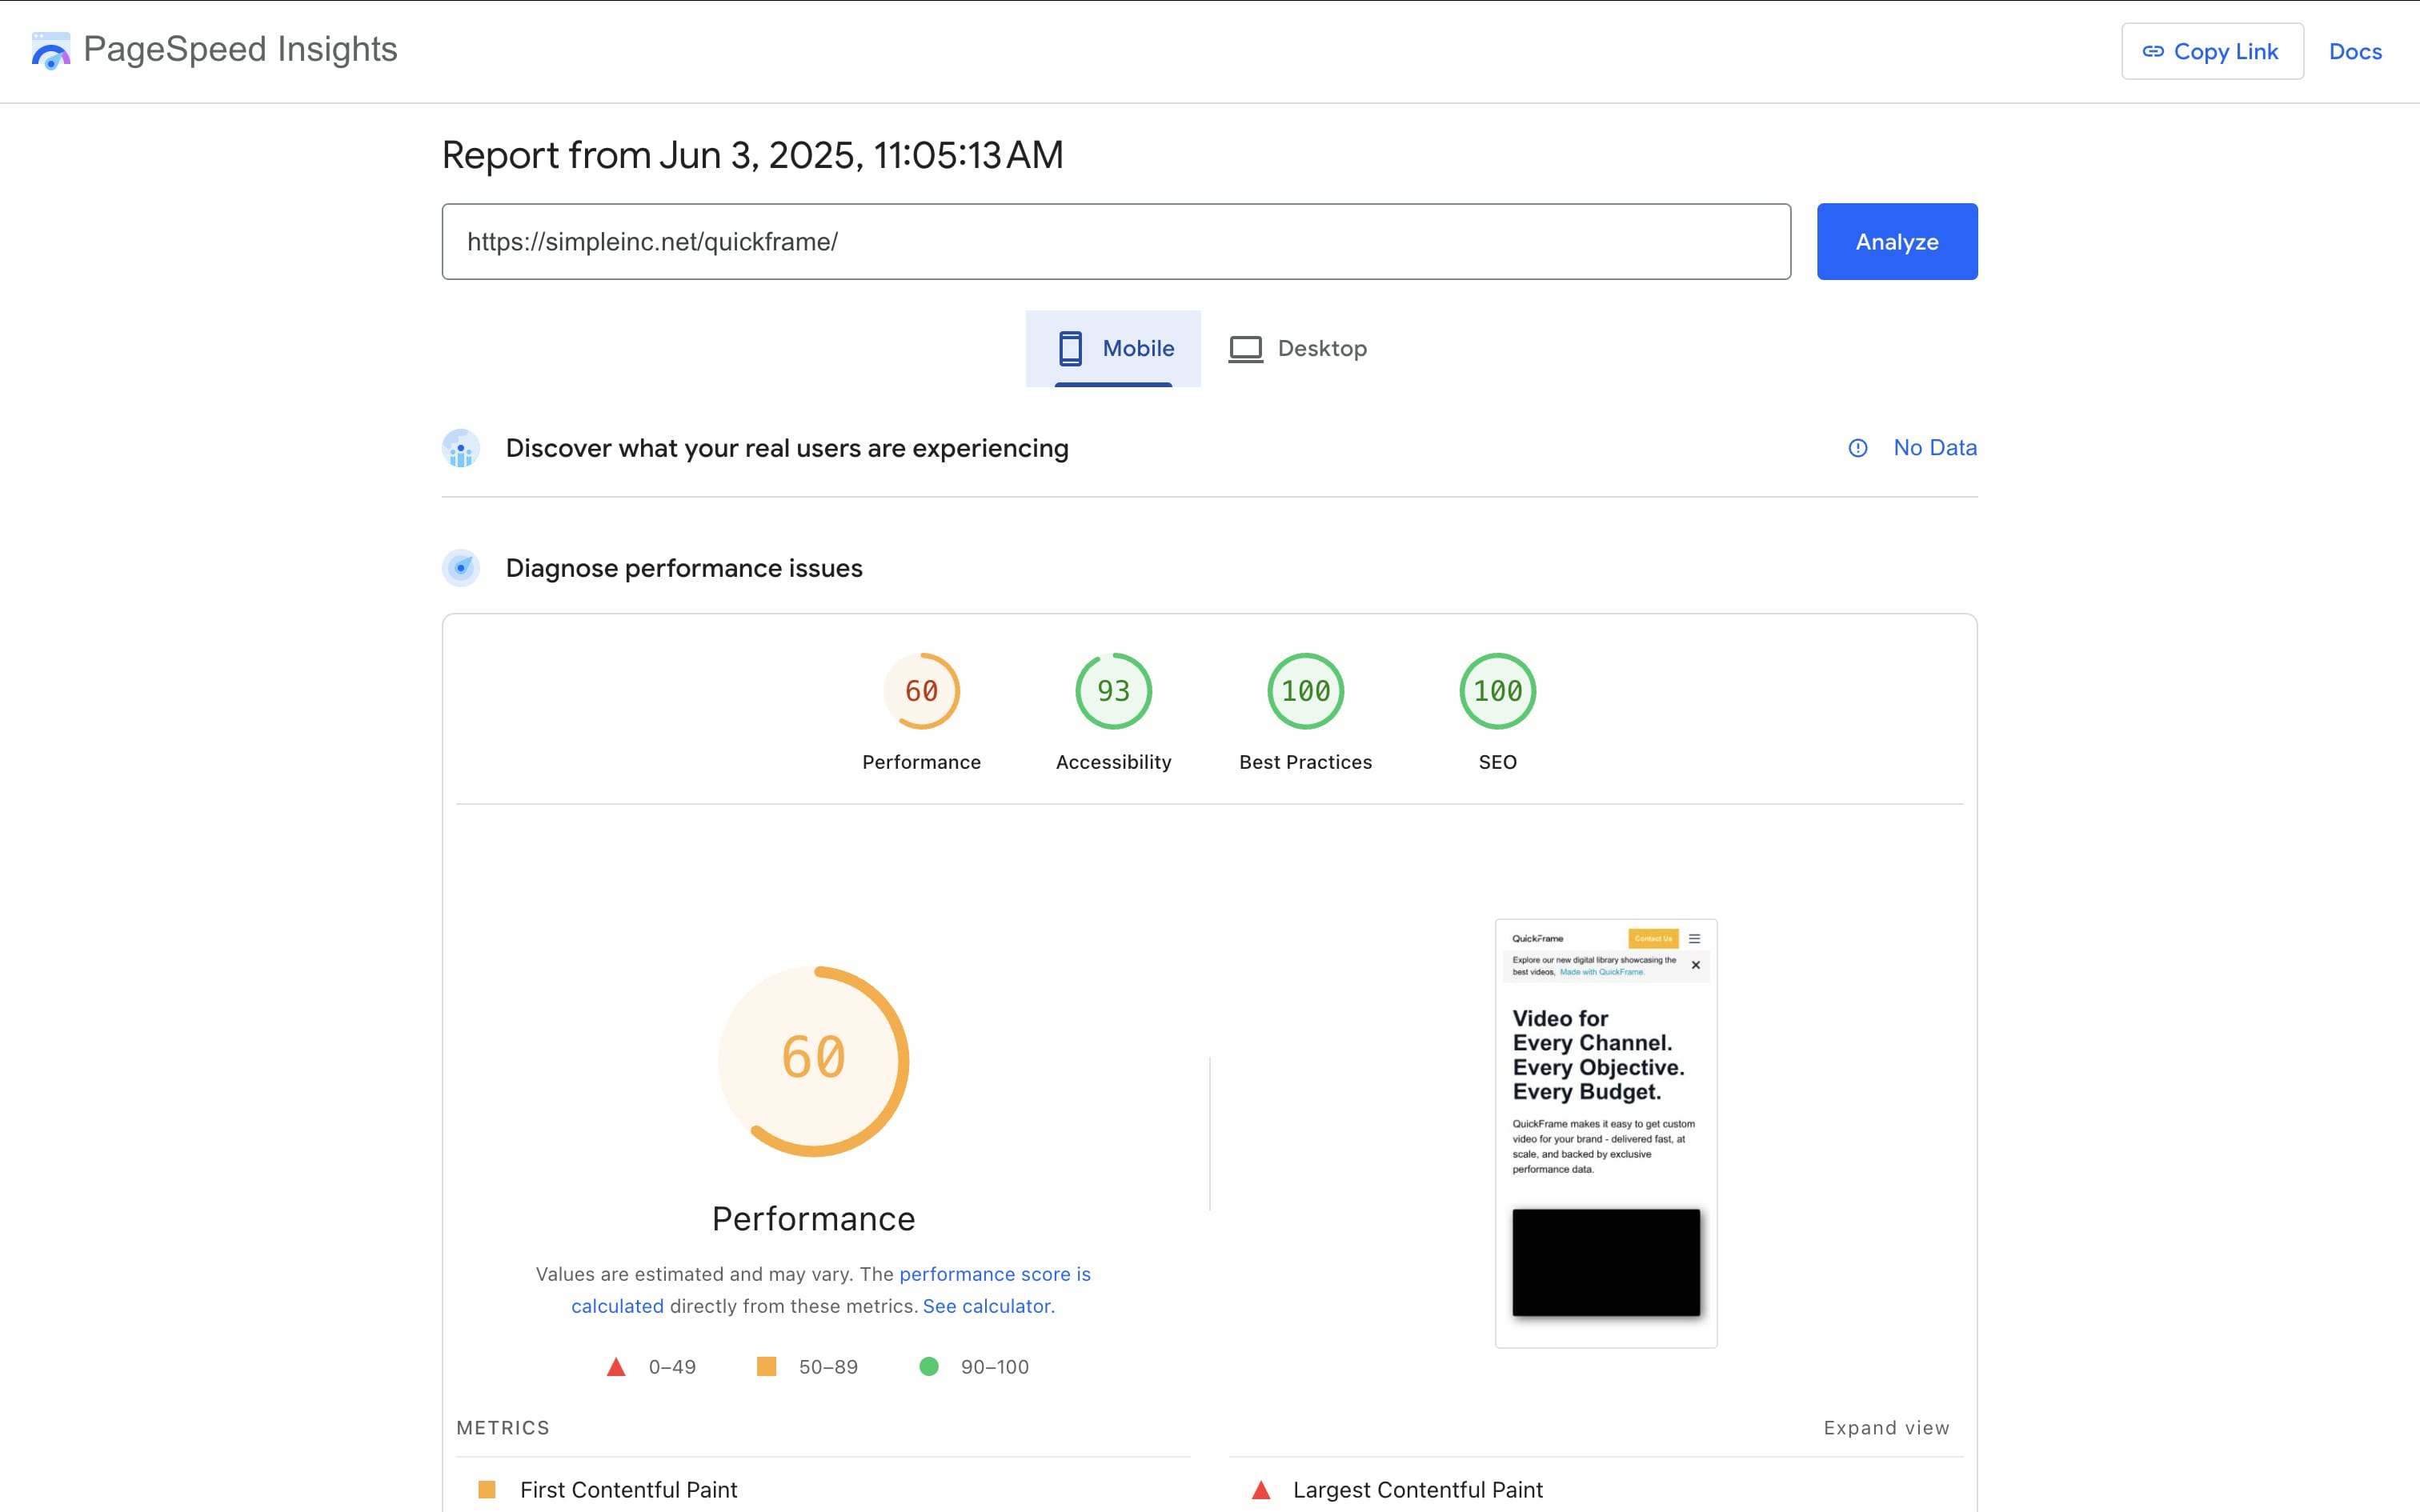 PageSpeed Insights
Copy Link
Docs
Report from Jun 3, 2025, 11:05:13 AM
https://simpleinc.net/quickframe/
Analyze
Mobile
Desktop
Discover what your real users are experiencing
No Data
Diagnose performance issues
60
93
100
100
Performance
Accessibility
Best Practices
SEO
60
Performance
Values are estimated and may vary. The performance score is
calculated directly from these metrics. See calculator.
0–49
50–89
90–100
QuickFrame
Contact Us
Explore our new digital library showcasing the
best videos, Made with QuickFrame.
Video for
Every Channel.
Every Objective.
Every Budget.
QuickFrame makes it easy to get custom
video for your brand - delivered fast, at
scale, and backed by exclusive
performance data.
METRICS
Expand view
First Contentful Paint
Largest Contentful Paint